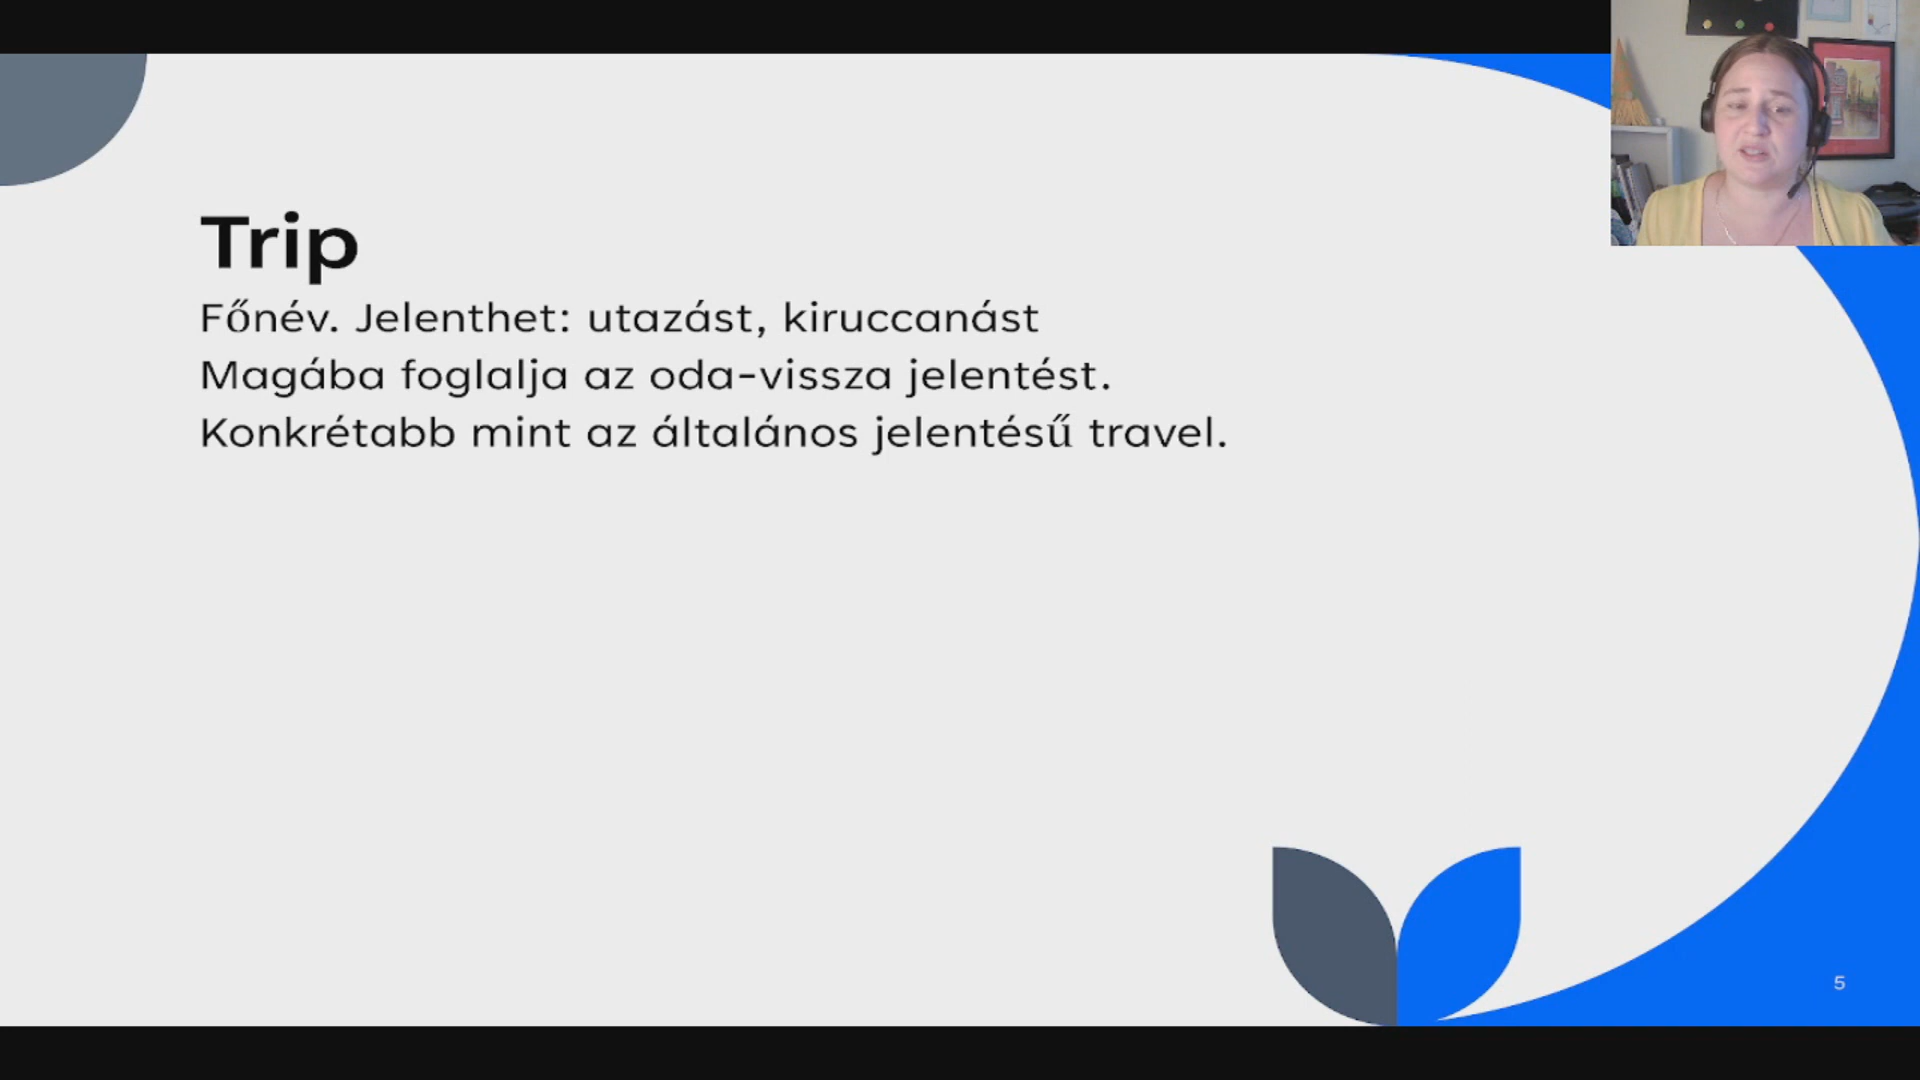 Trip
Főnév. Jelenthet: utazást, kiruccanást
Magába foglalja az oda-vissza jelentést.
Konkrétabb mint az általános jelentésű travel.
5